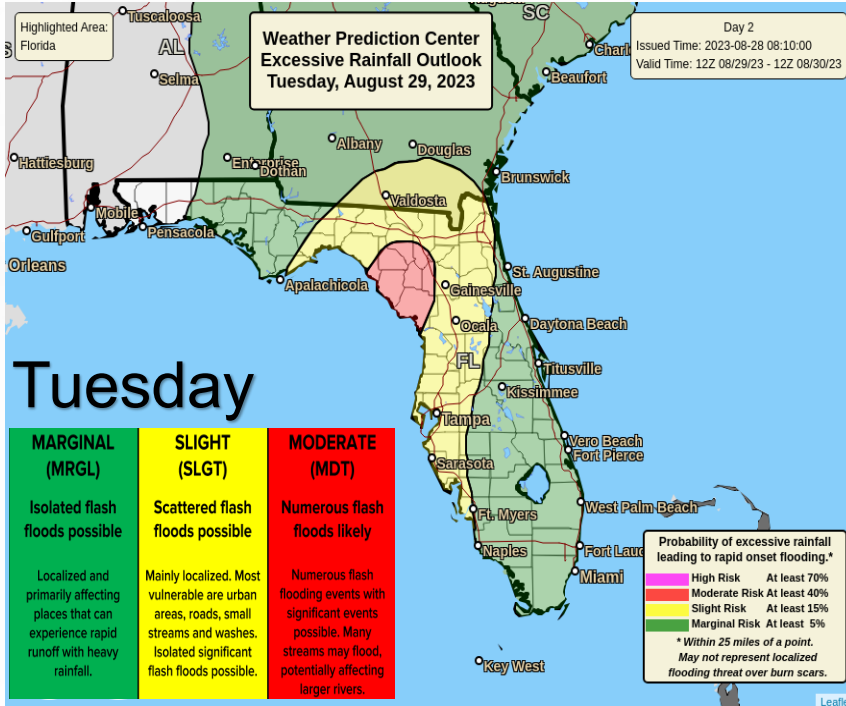 Highlighted Area:
Florida
Weather Prediction Center
Excessive Rainfall Outlook
Tuesday, August 29, 2023
Day 2
Issued Time: 2023-08-28 08:10:00
Valid Time: 12Z 08/29/23 - 12Z 08/30/23
Tuscaloosa
SC
AL
Charl
Selma
Beaufort
Albany
Douglas
Hattiesburg
Enterprise
Dothan
Brunswick
Valdosta
Mobile
Pensacola
Gulfport
Orleans
St. Augustine
Apalachicola
Gainesville
Ocala
Daytona Beach
FL
Titusville
Kissimmee
Tuesday
Tampa
Vero Beach
Fort Pierce
Sarasota
West Palm Beach
Ft. Myers
Naples
Fort Laud
Miami
Key West
MARGINAL
(MRGL)
Isolated flash
floods possible
Localized and
primarily affecting
places that can
experience rapid
runoff with heavy
rainfall.
SLIGHT
(SLGT)
Scattered flash
floods possible
Mainly localized. Most
vulnerable are urban
areas, roads, small
streams and washes.
Isolated significant
flash floods possible.
MODERATE
(MDT)
Numerous flash
floods likely
Numerous flash
flooding events with
significant events
possible. Many
streams may flood,
potentially affecting
larger rivers.
Probability of excessive rainfall
leading to rapid onset flooding.*
High Risk At least 70%
Moderate Risk At least 40%
Slight Risk At least 15%
Marginal Risk At least 5%
* Within 25 miles of a point.
May not represent localized
flooding threat over burn scars.
Leafle